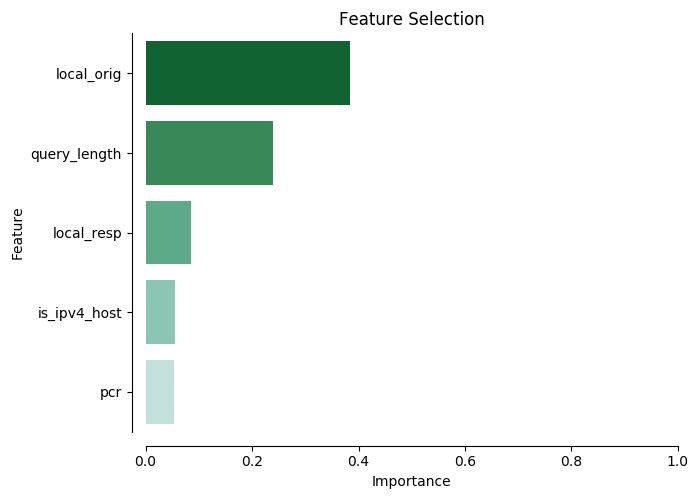 Feature Selection
local_orig
query_length
local_resp
is_ipv4_host
pcr
Feature
0.0 0.2 0.4 0.6 0.8 1.0
Importance